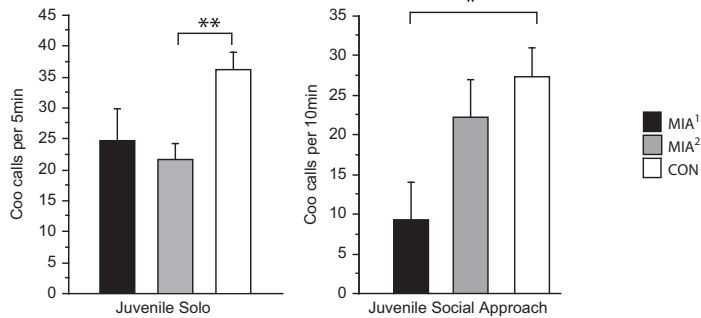 Coo calls per 5min
45
40
35
30
25
20
15
10
5
0
**
Juvenile Solo
Coo calls per 10min
35
30
25
20
15
10
5
0
*
Juvenile Social Approach
MIA¹
MIA²
CON